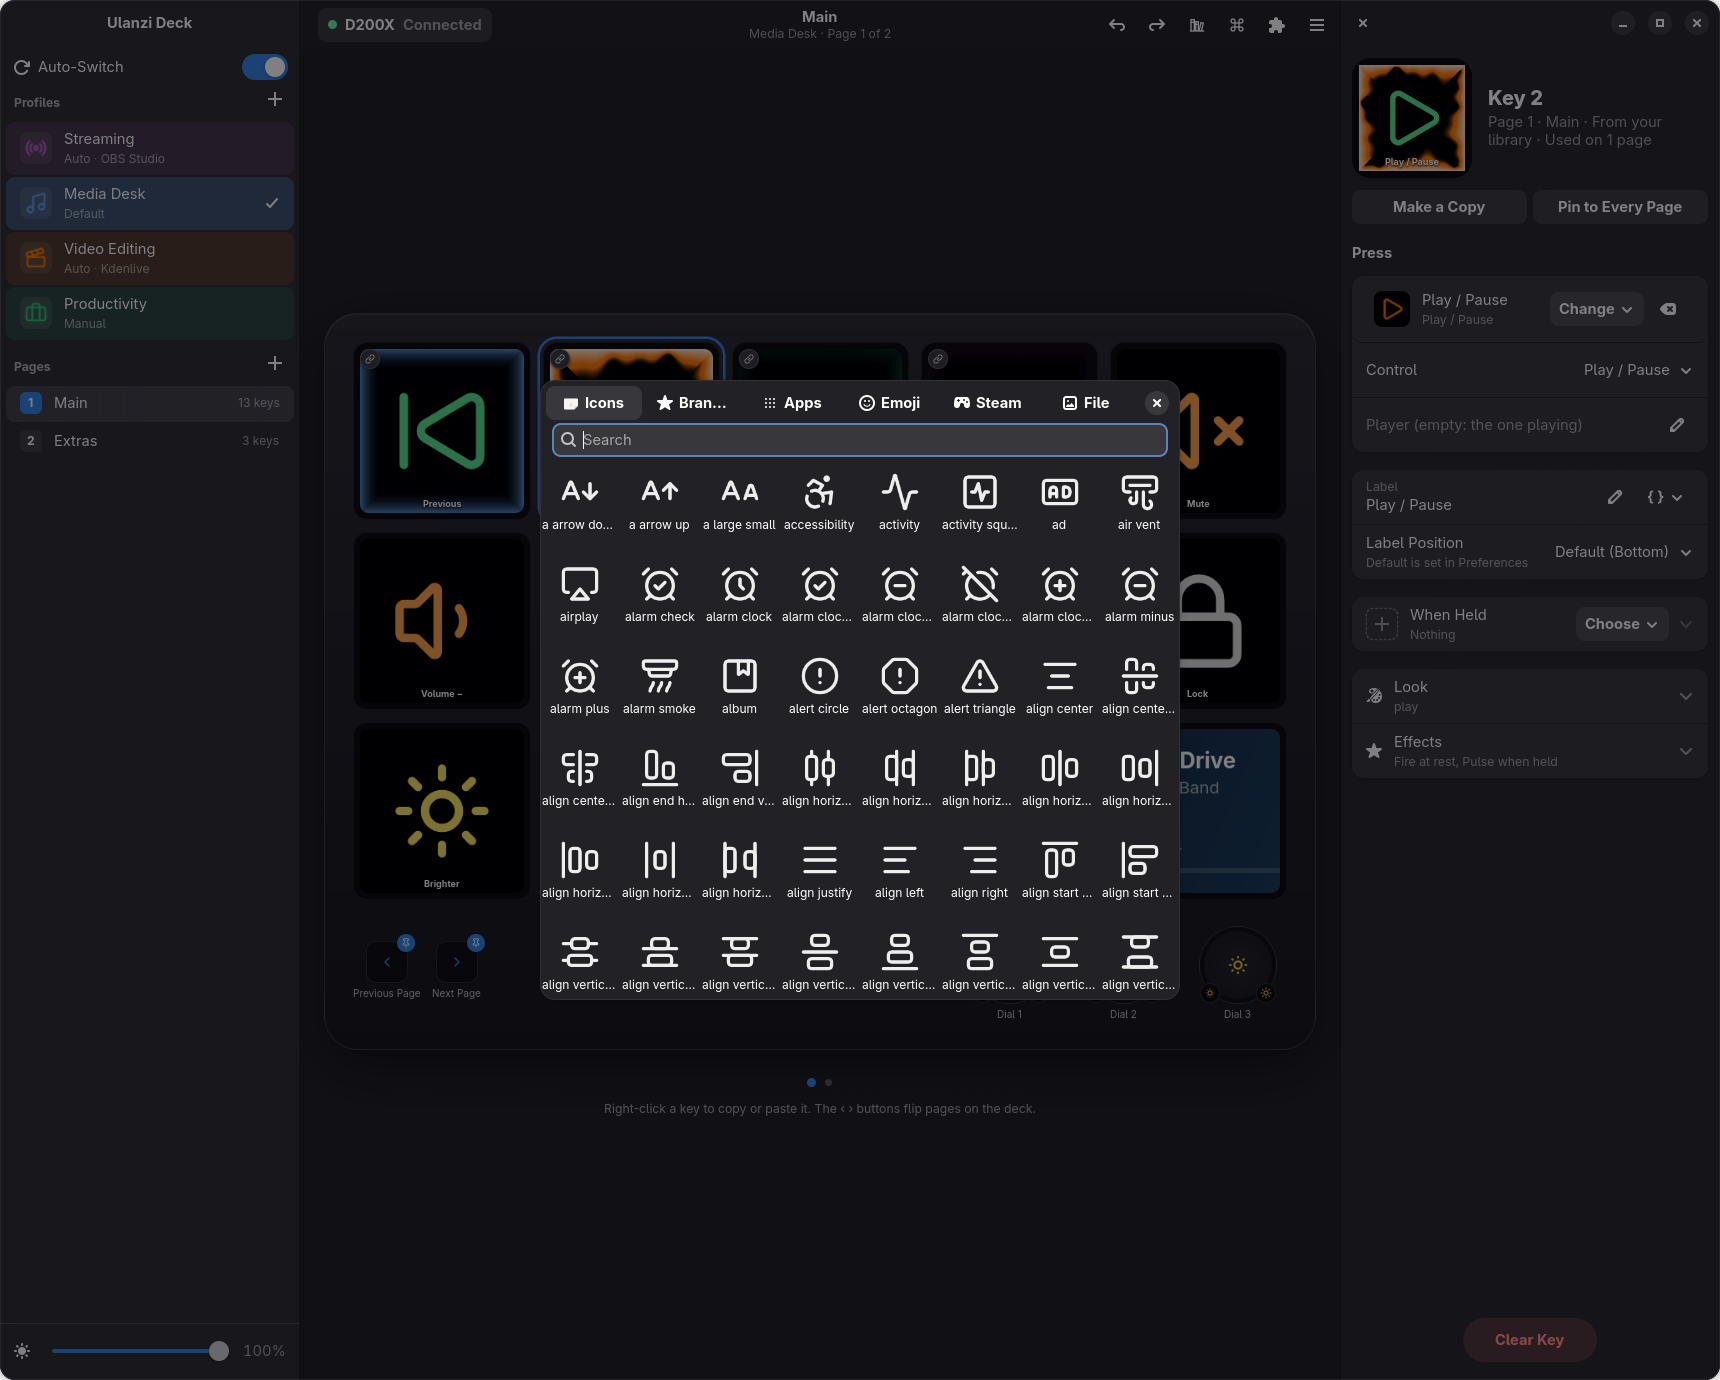 Ulanzi Deck
Auto-Switch
Profiles
Streaming
Auto · OBS Studio
Media Desk
Default
Video Editing
Auto · Kdenlive
Productivity
Manual
Pages
1 Main 13 keys
2 Extras 3 keys
100%
D200X Connected
Main
Media Desk · Page 1 of 2
Previous
Play / Pause
Mute
Volume –
Lock
Brighter
Drive
Band
Previous Page
Next Page
Dial 1
Dial 2
Dial 3
Right-click a key to copy or paste it. The ‹ › buttons flip pages on the deck.
Icons
Bran...
Apps
Emoji
Steam
File
Search
a arrow do... a arrow up a large small accessibility activity activity squ... ad air vent
airplay alarm check alarm clock alarm cloc... alarm cloc... alarm cloc... alarm cloc... alarm minus
alarm plus alarm smoke album alert circle alert octagon alert triangle align center align cente...
align cente... align end h... align end v... align horiz... align horiz... align horiz... align horiz... align horiz...
align horiz... align horiz... align horiz... align justify align left align right align start ... align start ...
align vertic... align vertic... align vertic... align vertic... align vertic... align vertic... align vertic... align vertic...
Key 2
Page 1 · Main · From your
library · Used on 1 page
Make a Copy
Pin to Every Page
Press
Play / Pause
Play / Pause
Change
Control
Play / Pause
Player (empty: the one playing)
Label
Play / Pause
{ }
Label Position
Default is set in Preferences
Default (Bottom)
When Held
Nothing
Choose
Look
play
Effects
Fire at rest, Pulse when held
Clear Key